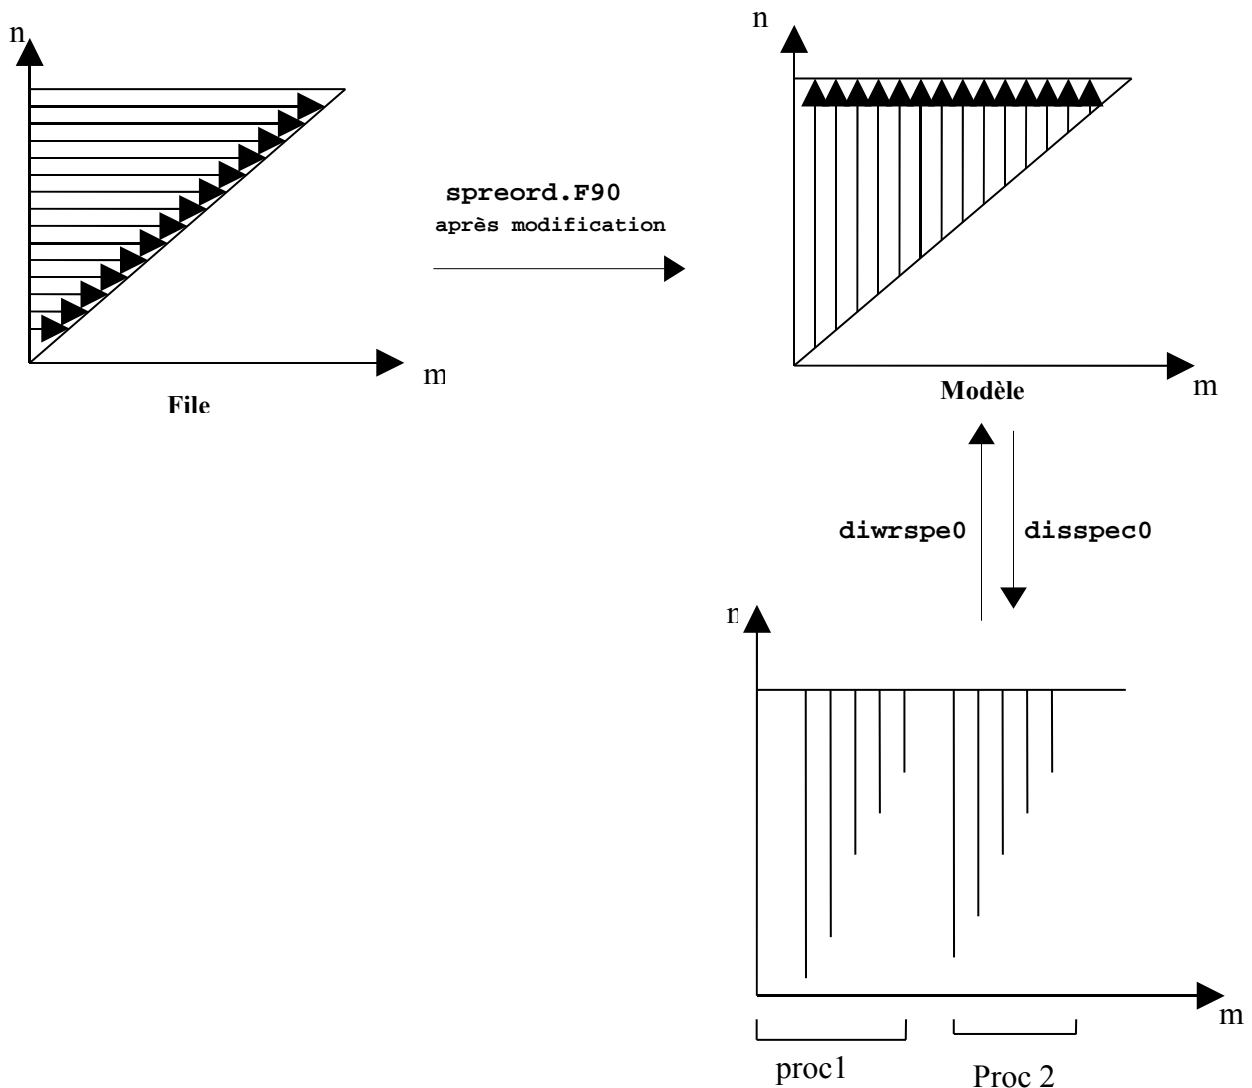 n
n
spreord.F90
après modification
m
File
m
Modèle
diwrspe0
disspec0
n
m
proc1
Proc 2